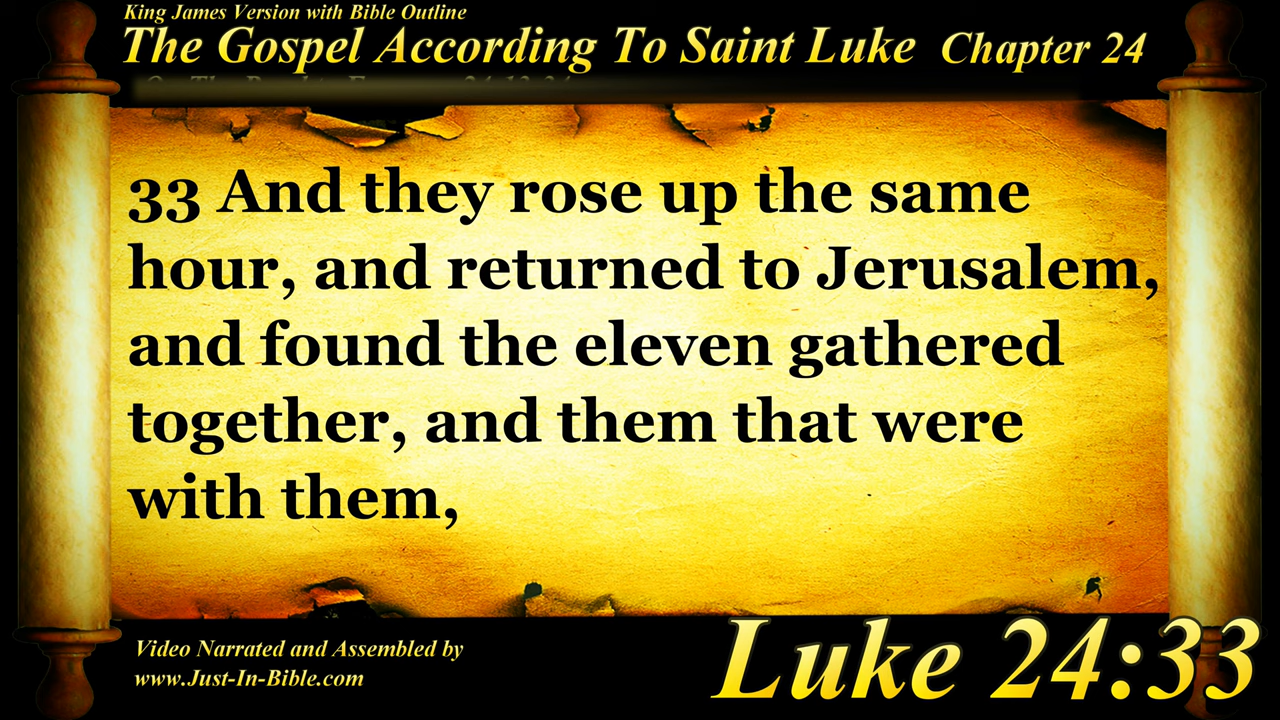 King James Version with Bible Outline
The Gospel According To Saint Luke Chapter 24
33 And they rose up the same
hour, and returned to Jerusalem,
and found the eleven gathered
together, and them that were
with them,
Video Narrated and Assembled by
www.Just-In-Bible.com
Luke 24:33